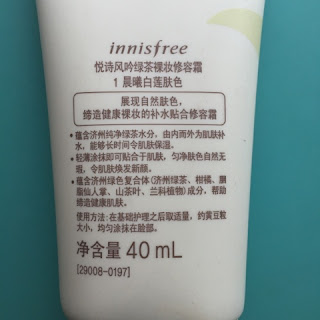 innisfree
悦诗风吟绿茶裸妆修容霜
1 晨曦白莲肤色
展现自然肤色，
缔造健康裸妆的补水贴合修容霜
• 蕴含济州纯净绿茶水分，由内而外为肌肤补
水，能够长时间令肌肤保湿。
• 轻薄涂抹即可贴合于肌肤，匀净肤色自然无
瑕，令肌肤焕发新颜。
• 蕴含济州绿色复合体(济州绿茶、柑橘、胭
脂仙人掌、山茶叶、兰科植物)成分，帮助
缔造健康肌肤。
使用方法: 在基础护理之后取适量，约黄豆粒
大小，均匀涂抹在脸部。
净含量 40 mL
[29008-0197]